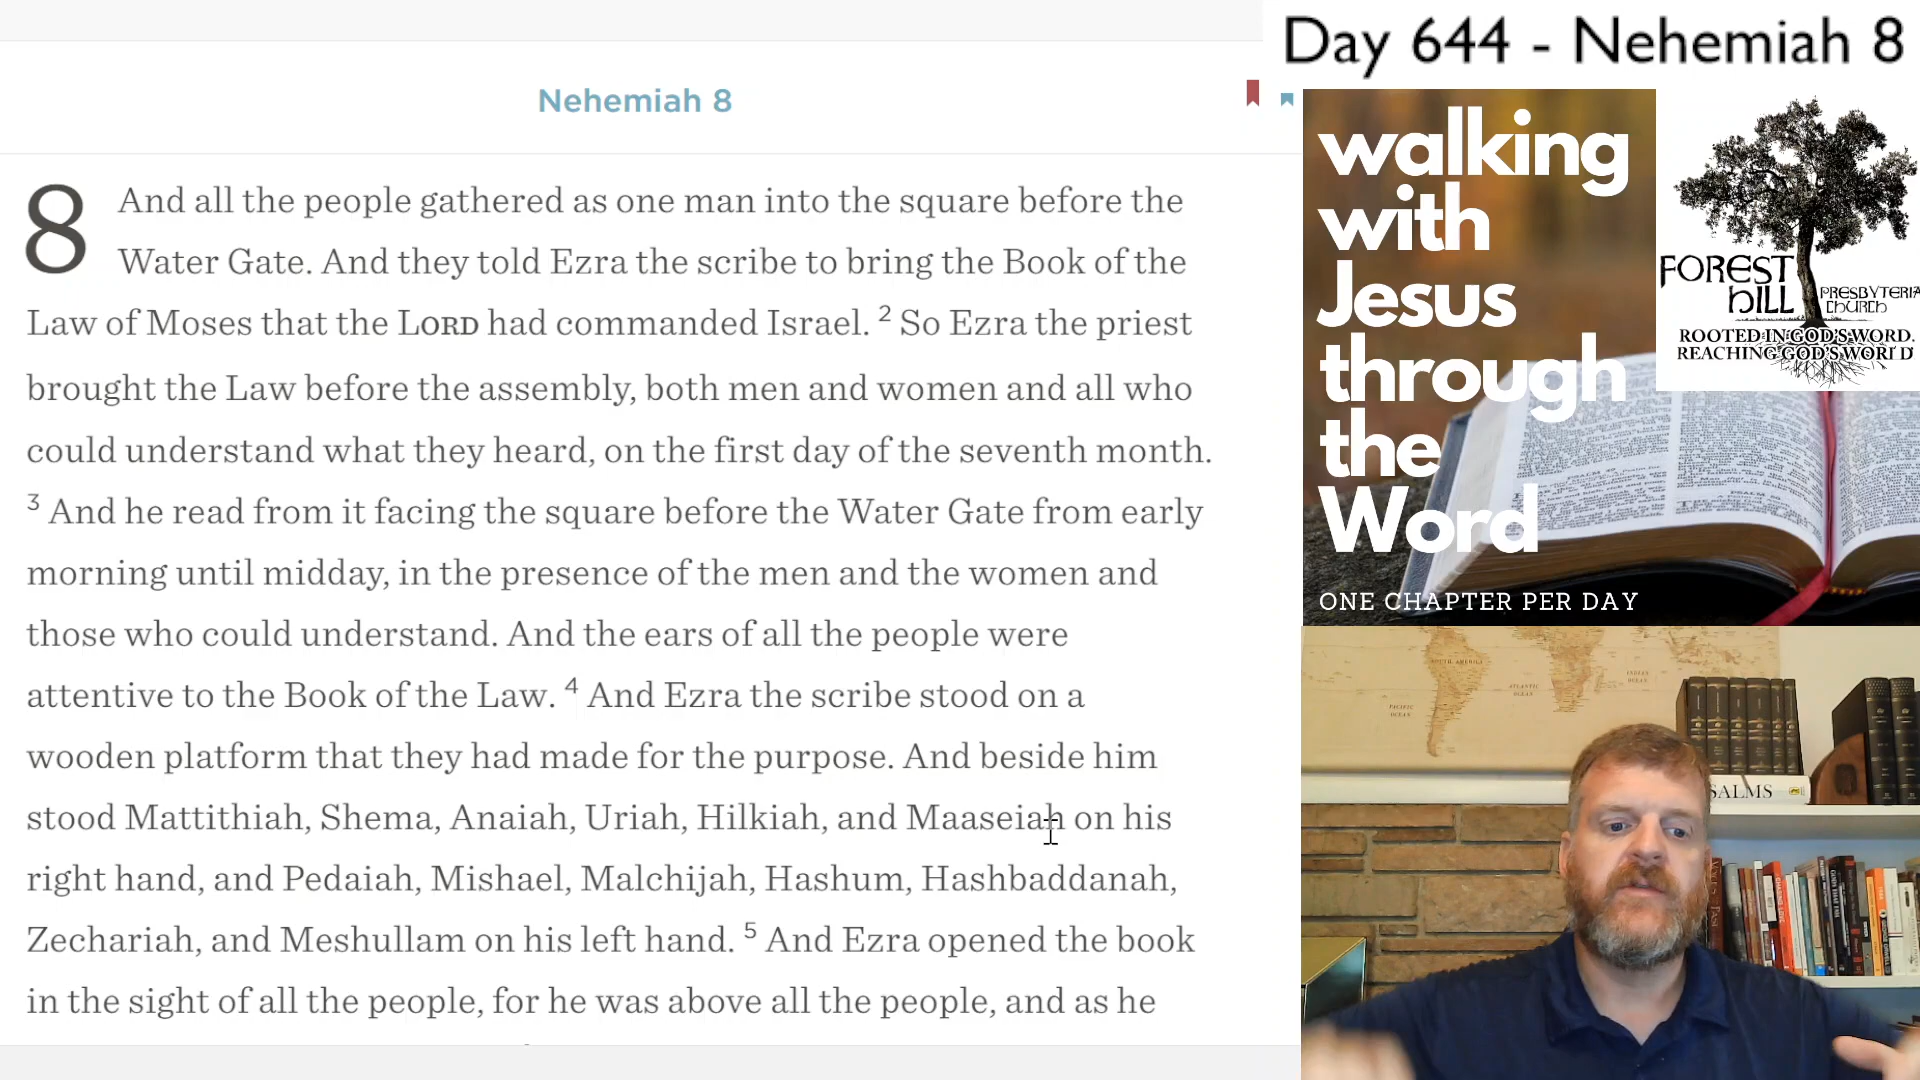 Day 644 - Nehemiah 8
Nehemiah 8
8 And all the people gathered as one man into the square before the
Water Gate. And they told Ezra the scribe to bring the Book of the
Law of Moses that the LORD had commanded Israel. 2 So Ezra the priest
brought the Law before the assembly, both men and women and all who
could understand what they heard, on the first day of the seventh month.
3 And he read from it facing the square before the Water Gate from early
morning until midday, in the presence of the men and the women and
those who could understand. And the ears of all the people were
attentive to the Book of the Law. 4 And Ezra the scribe stood on a
wooden platform that they had made for the purpose. And beside him
stood Mattithiah, Shema, Anaiah, Uriah, Hilkiah, and Maaseiah on his
right hand, and Pedaiah, Mishael, Malchijah, Hashum, Hashbaddanah,
Zechariah, and Meshullam on his left hand. 5 And Ezra opened the book
in the sight of all the people, for he was above all the people, and as he
walking
with
Jesus
through
the
Word
ONE CHAPTER PER DAY
FOREST
hILL
PRESBYTERIA
ChURCh
ROOTED IN GOD'S WORD.
REACHING GOD'S WORLD
SOUTH AMERICA
ATLANTIC
OCEAN
INDIAN
OCEAN
PACIFIC
OCEAN
SALMS